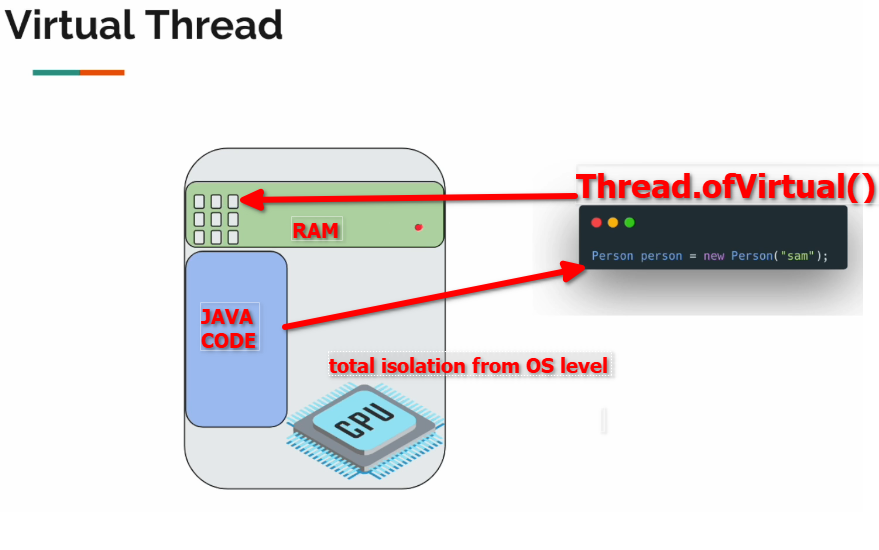 Virtual Thread
Thread.ofVirtual()
RAM
Person person = new Person("sam");
JAVA
CODE
total isolation from OS level
CPU